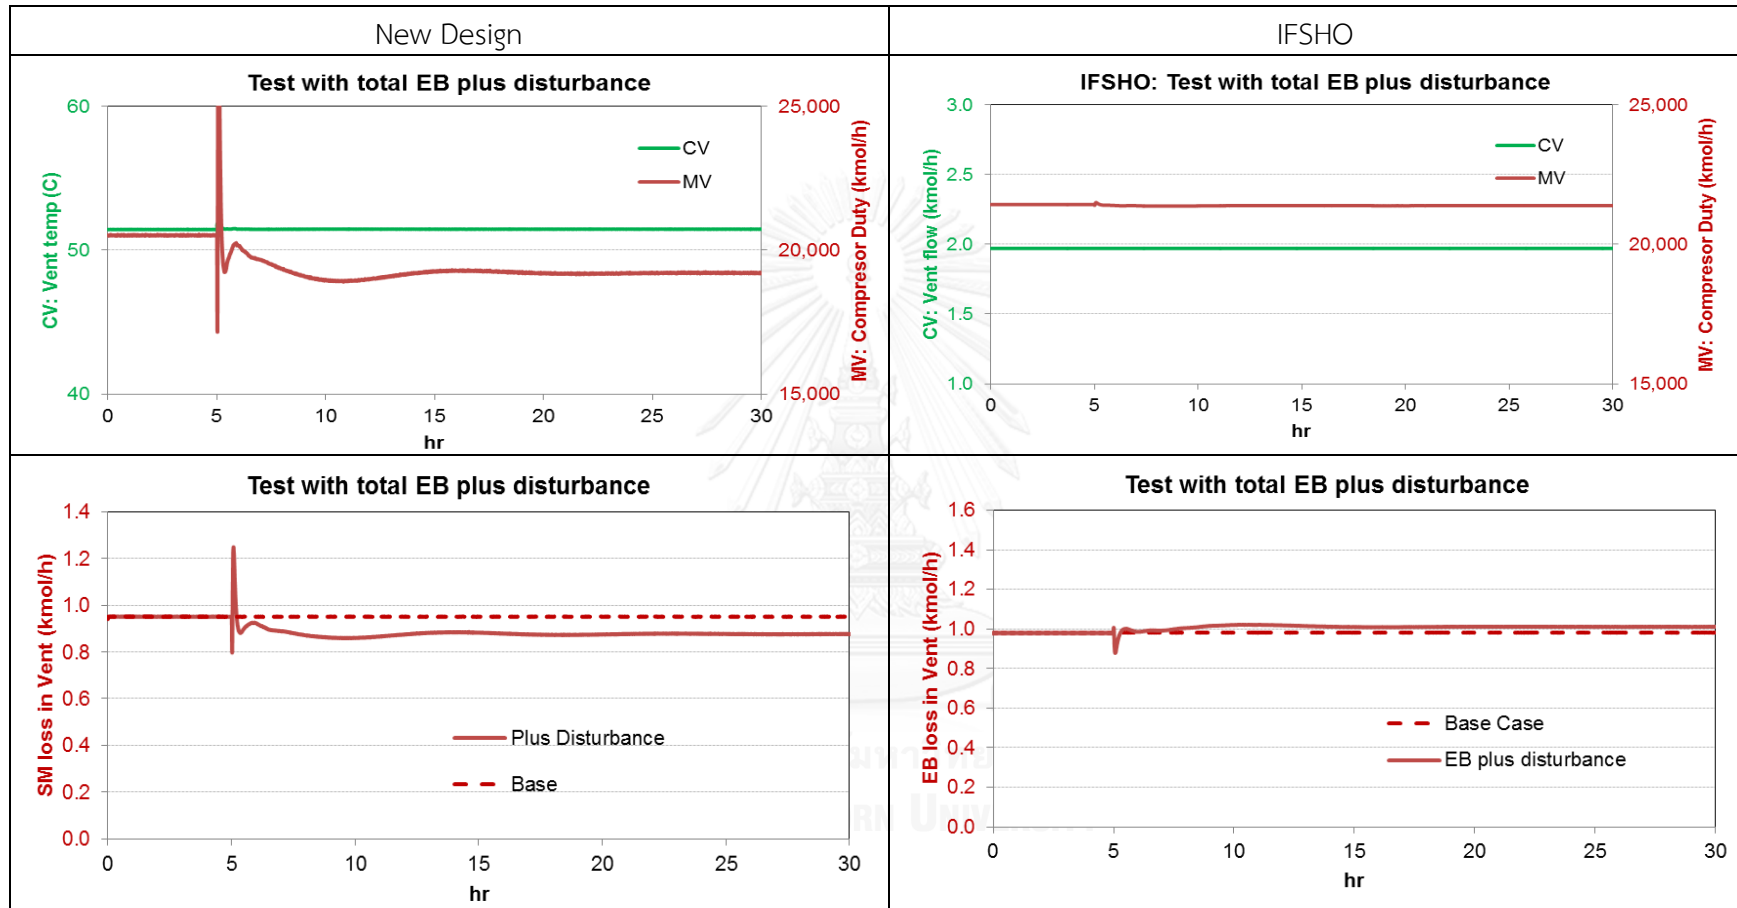 New Design
IFSHO
Test with total EB plus disturbance
60
50
40
CV: Vent temp (C)
25,000
20,000
15,000
MV: Compresor Duty (kmol/h)
CV
MV
0 5 10 15 20 25 30
hr
IFSHO: Test with total EB plus disturbance
3.0
2.5
2.0
1.5
1.0
CV: Vent flow (kmol/h)
25,000
20,000
15,000
MV: Compresor Duty (kmol/h)
CV
MV
0 5 10 15 20 25 30
hr
Test with total EB plus disturbance
1.4
1.2
1.0
0.8
0.6
0.4
0.2
0.0
SM loss in Vent (kmol/h)
Plus Disturbance
Base
0 5 10 15 20 25 30
hr
Test with total EB plus disturbance
1.6
1.4
1.2
1.0
0.8
0.6
0.4
0.2
0.0
EB loss in Vent (kmol/h)
Base Case
EB plus disturbance
0 5 10 15 20 25 30
hr